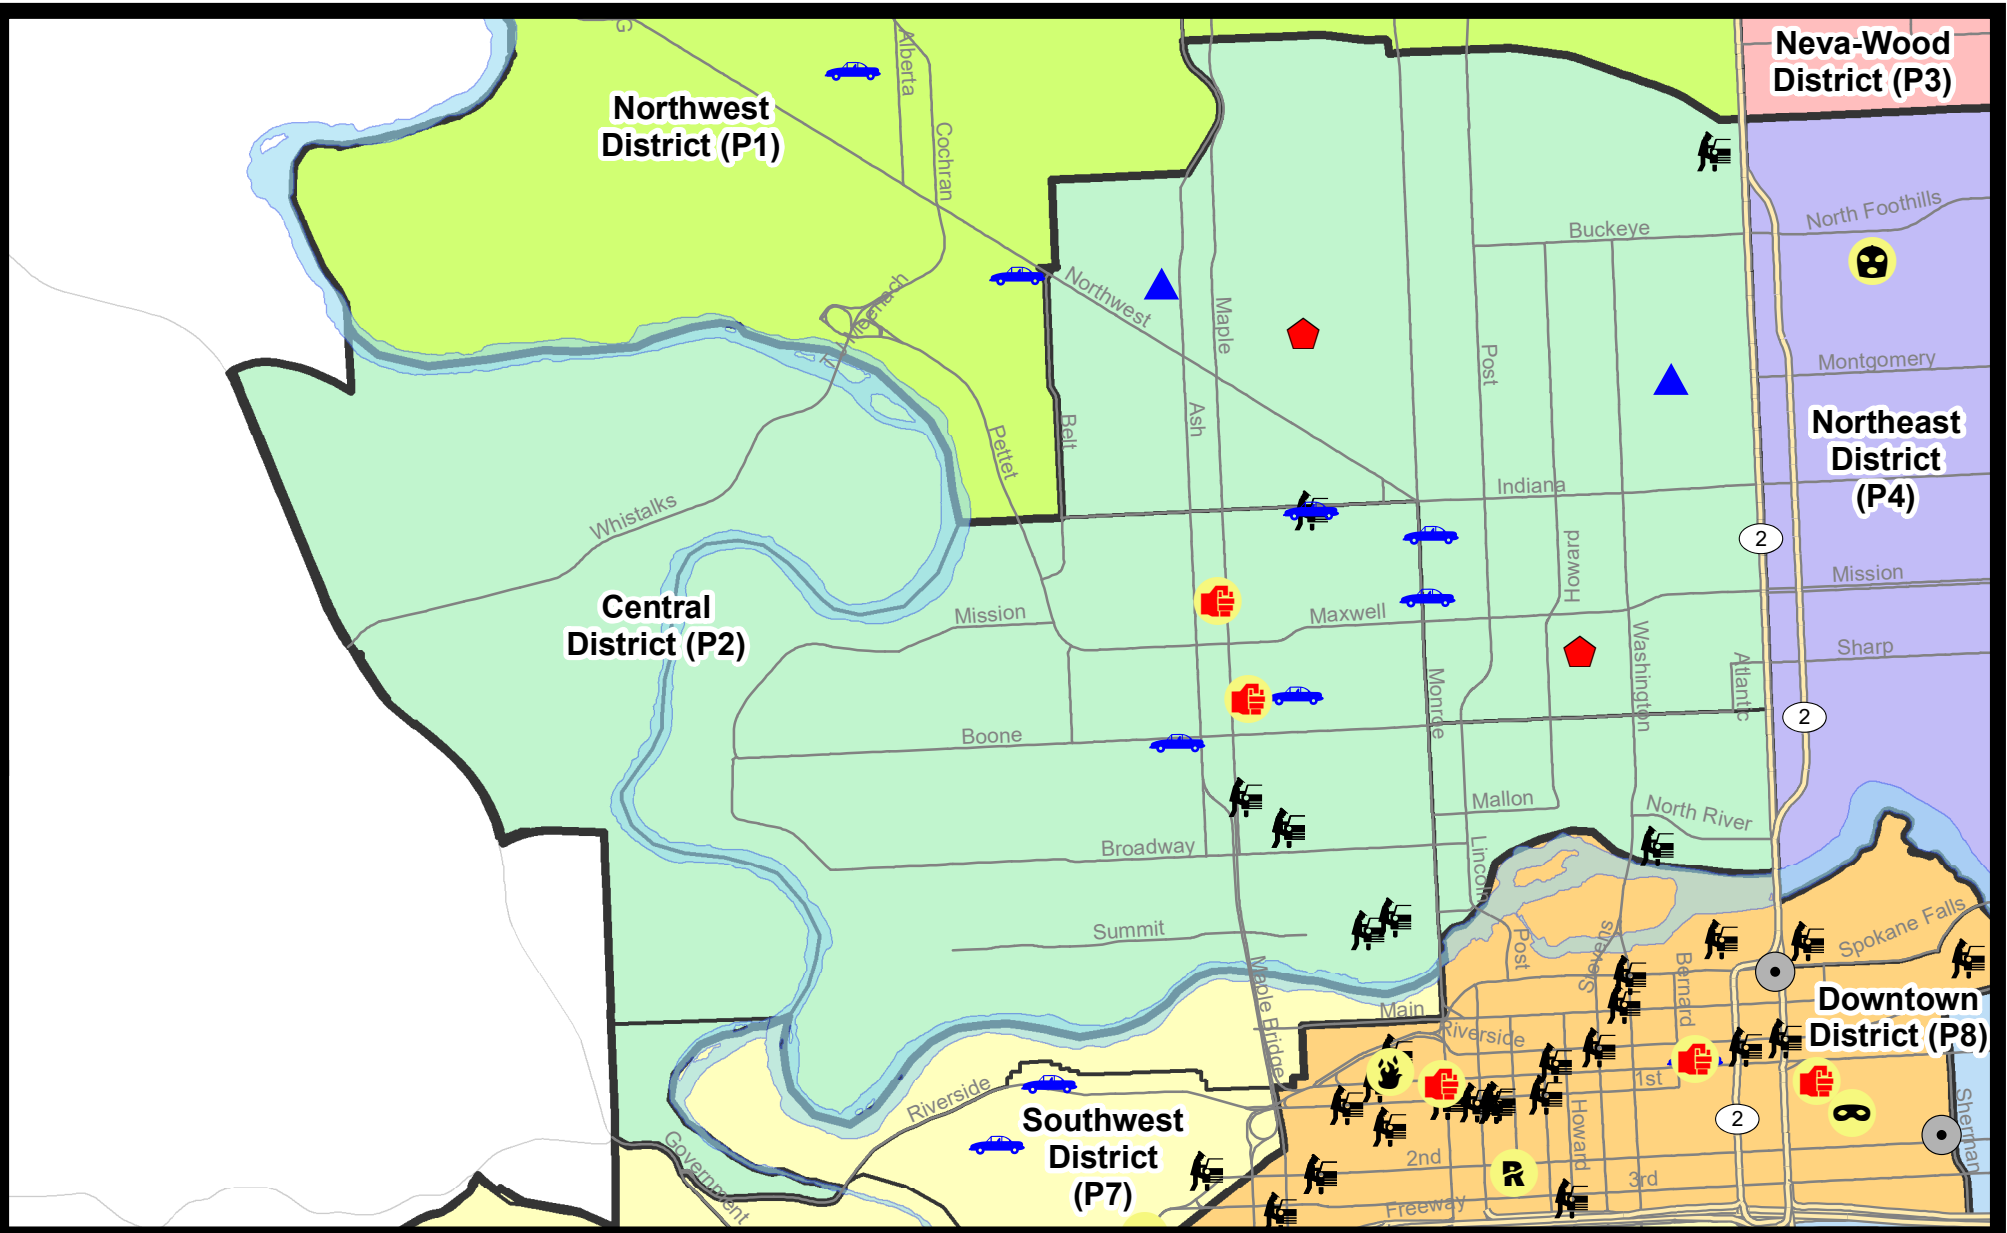 G
Alberta
Cochran
Northwest
District (P1)
Neva-Wood
District (P3)
North Foothills
Buckeye
Northwest
Maple
Post
Montgomery
Northeast
District
(P4)
Ash
Belt
Pettet
Whistalks
Indiana
Howard
2
Mission
Central
District (P2)
Mission
Maxwell
Washington
Atlantic
Sharp
Monroe
2
Boone
Mallon
North River
Broadway
Lincoln
Summit
Post
Stevens
Bernard
Spokane Falls
Maple Bridge
Main
Riverside
Downtown
District (P8)
1st
Riverside
Southwest
District
(P7)
Government
Howard
2
Sherman
2nd
R
3rd
Freeway